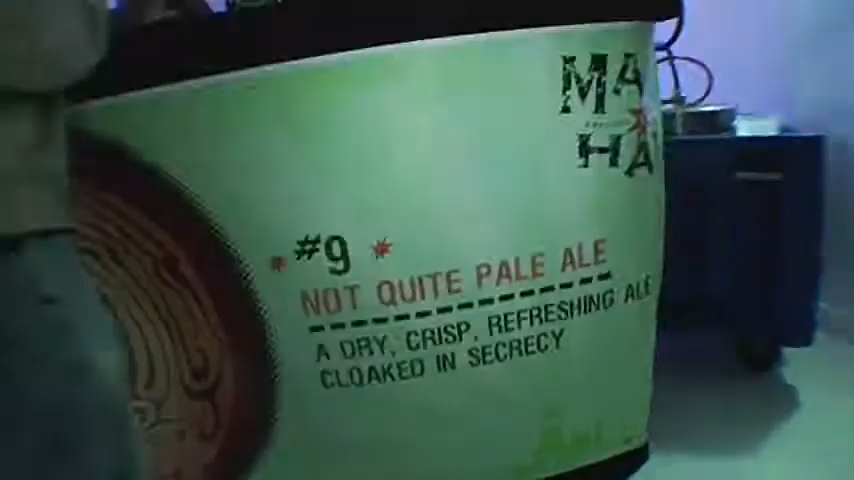 MA
HA
#9
NOT QUITE PALE ALE
A DRY, CRISP, REFRESHING ALE
CLOAKED IN SECRECY